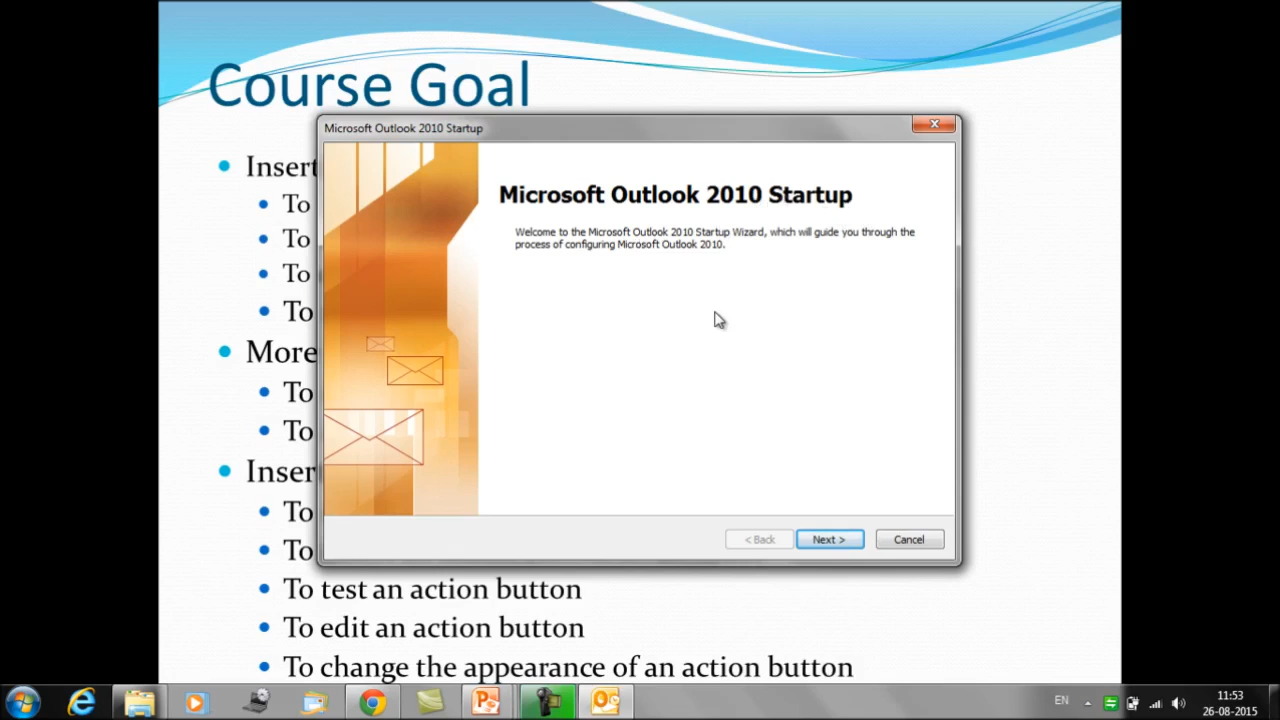 Course Goal
Microsoft Outlook 2010 Startup
Insert
To
To
To
To
More
To
To
Inser
To
To
To test an action button
To edit an action button
To change the appearance of an action button
Microsoft Outlook 2010 Startup
Welcome to the Microsoft Outlook 2010 Startup Wizard, which will guide you through the
process of configuring Microsoft Outlook 2010.
< Back
Next >
Cancel
EN
11:53
26-08-2015